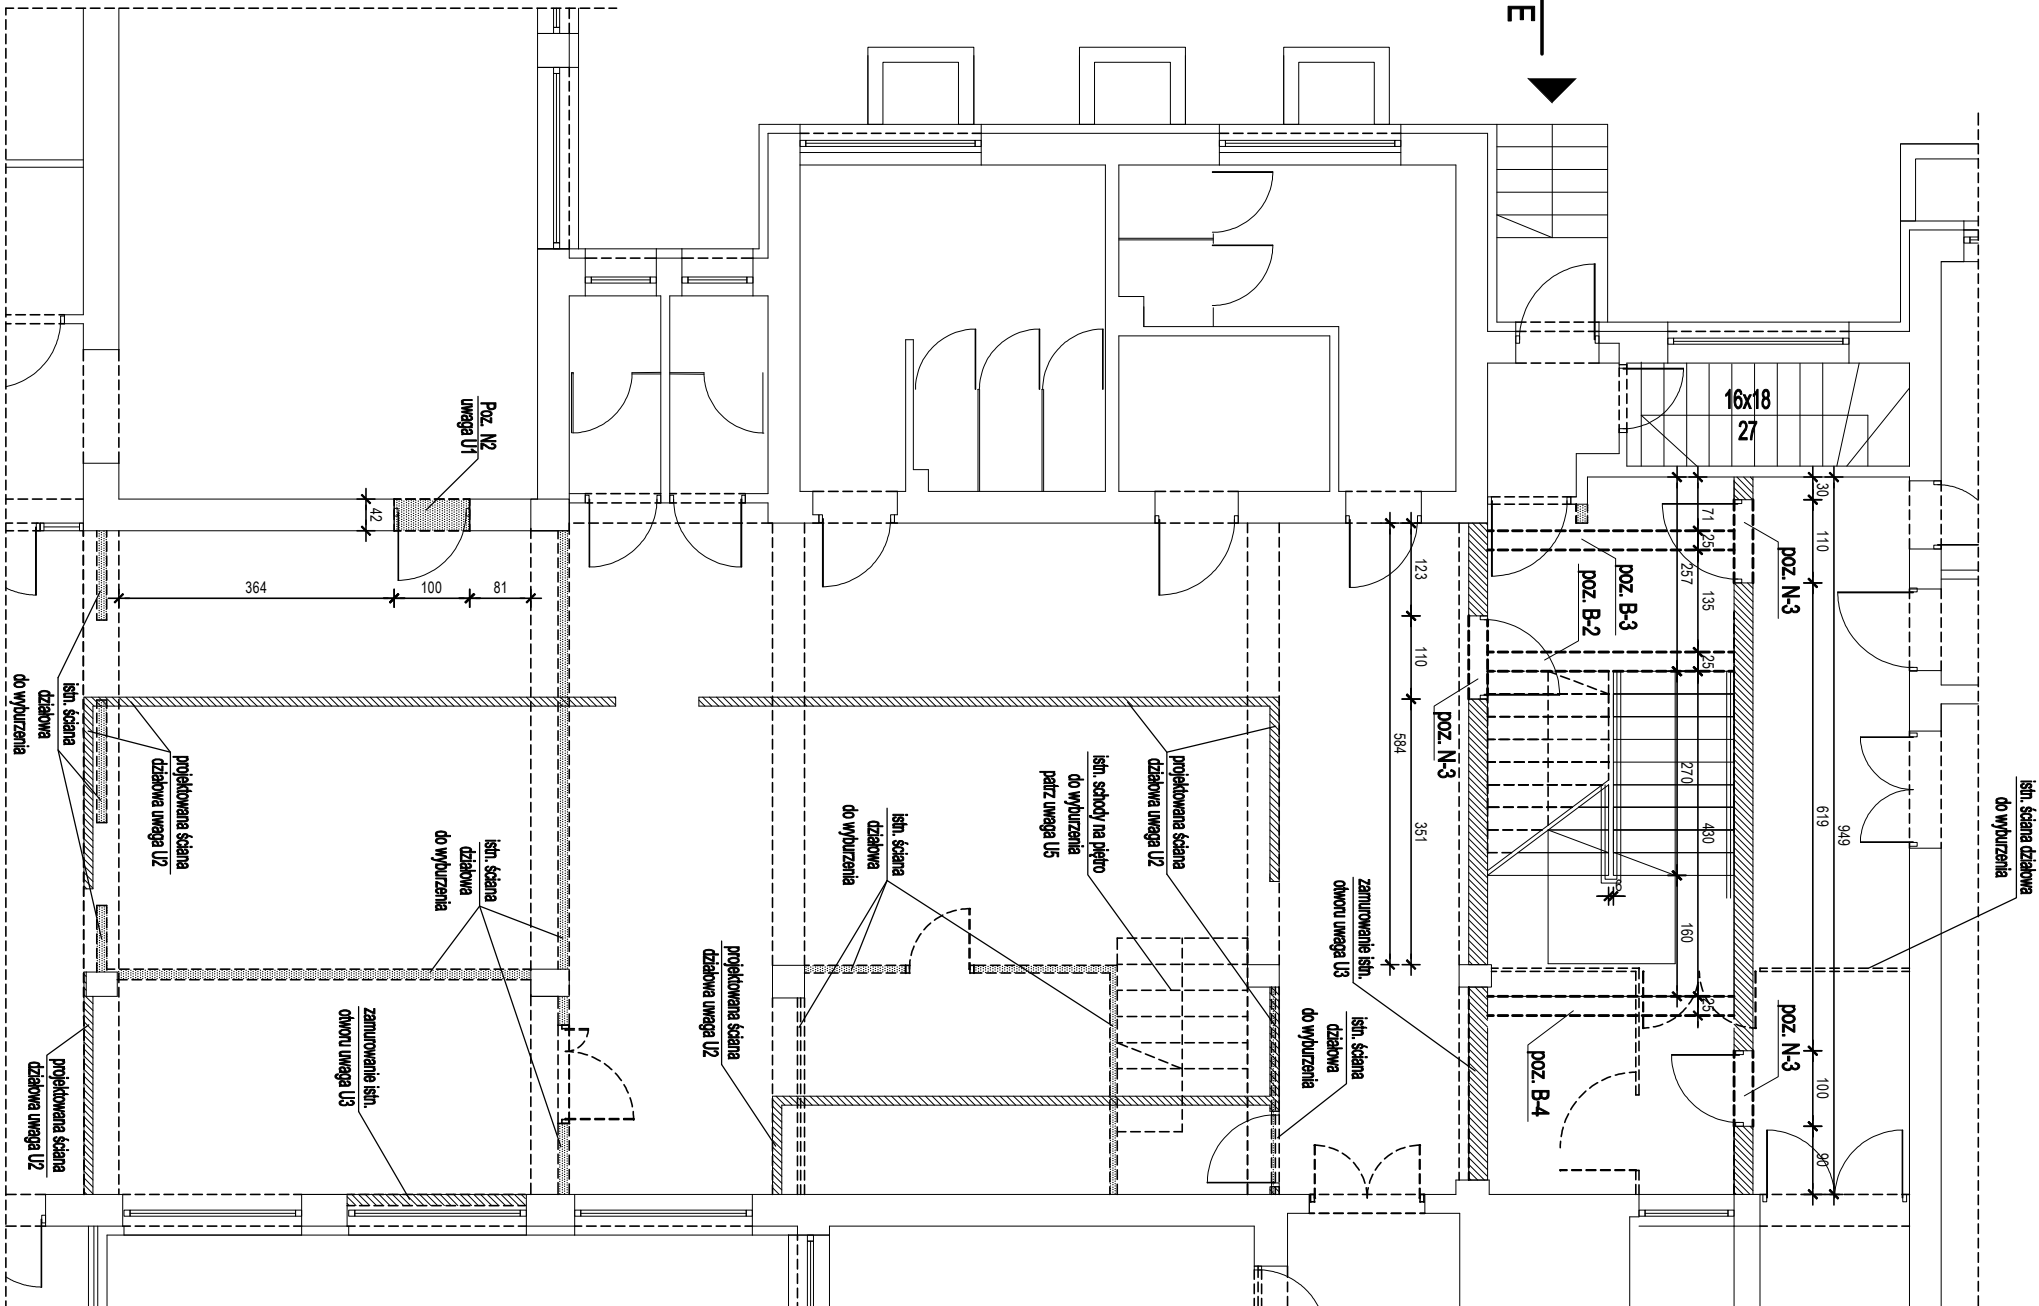 E
16x18
27
Poz. N2
uwaga U1
42
364
100
81
30
110
619
949
100
90
71
25
135
25
430
25
257
270
160
8
123
110
351
584
poz. N-3
poz. B-3
poz. B-2
poz. N-3
poz. N-3
poz. B-4
istn. ściana działowa
do wyburzenia
istn. ściana
działowa
do wyburzenia
projektowana ściana
działowa uwaga U2
istn. ściana
działowa
do wyburzenia
istn. ściana
działowa
do wyburzenia
istn. schody na piętro
do wyburzenia
patrz uwaga U5
projektowana ściana
działowa uwaga U2
zamurowanie istn.
otworu uwaga U3
istn. ściana
działowa
do wyburzenia
projektowana ściana
działowa uwaga U2
zamurowanie istn.
otworu uwaga U3
projektowana ściana
działowa uwaga U2